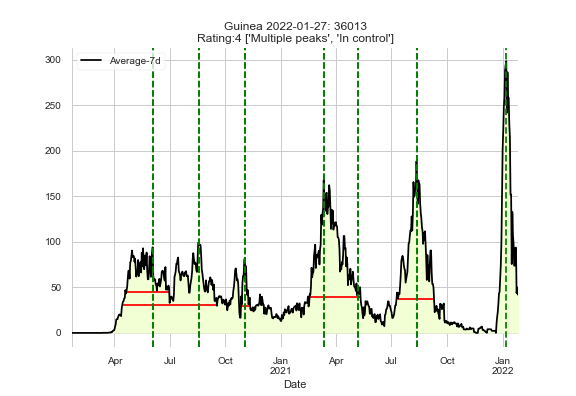 Guinea 2022-01-27: 36013
Rating:4 ['Multiple peaks', 'In control']
Average-7d
300
250
200
150
100
50
0
Apr Jul Oct Jan Apr Jul Oct Jan
2021 2022
Date